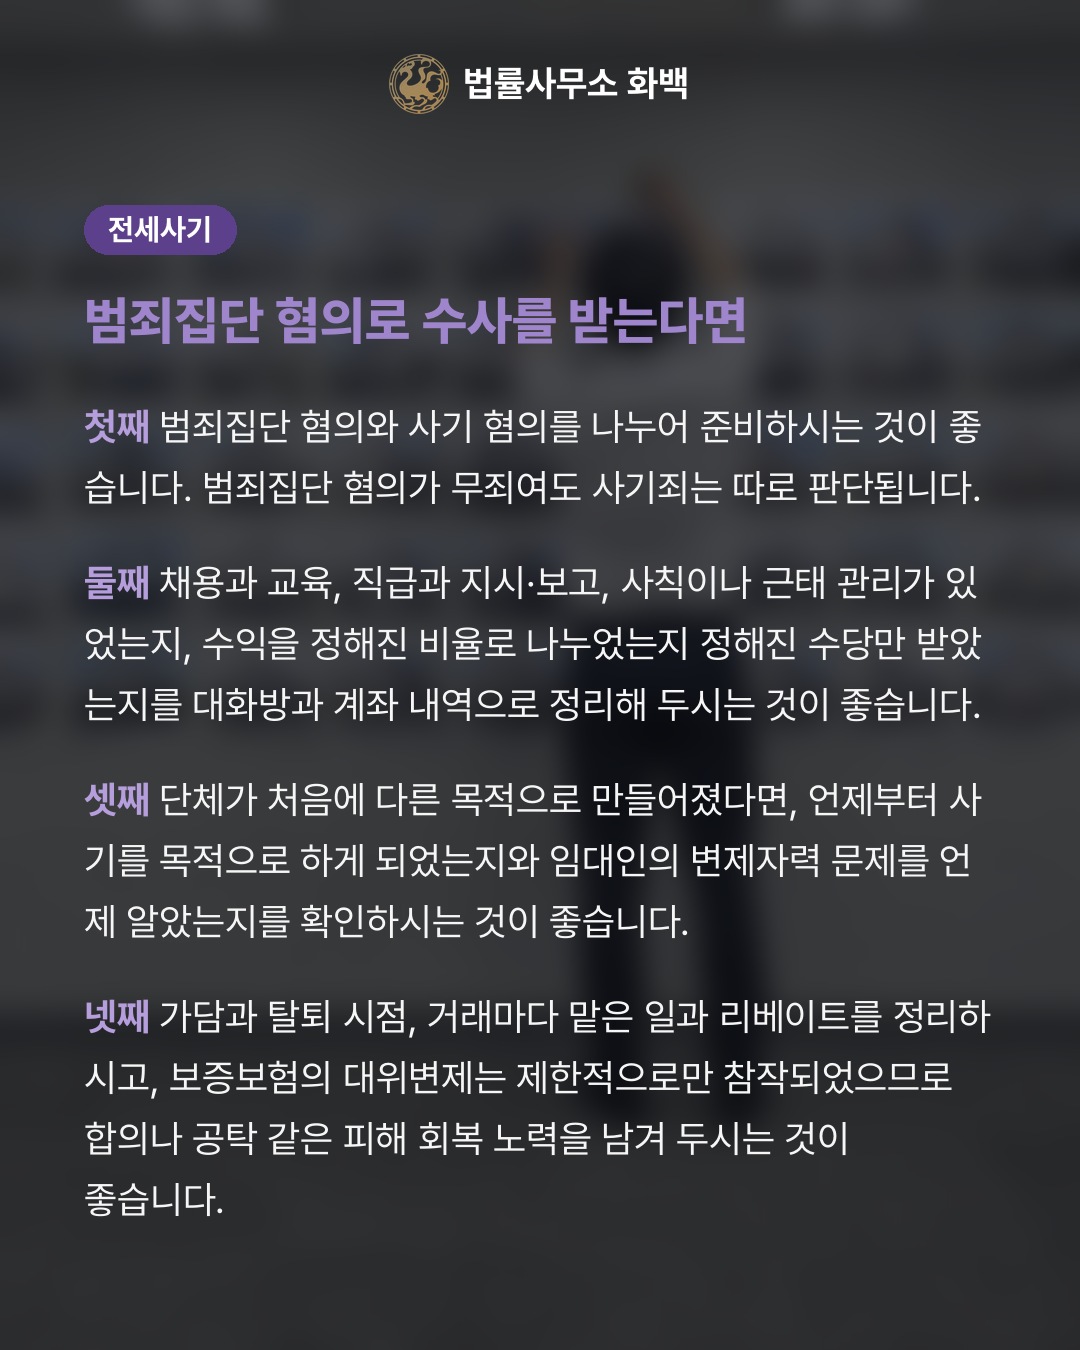 법률사무소 화백
전세사기
범죄집단 혐의로 수사를 받는다면
첫째 범죄집단 혐의와 사기 혐의를 나누어 준비하시는 것이 좋
습니다. 범죄집단 혐의가 무죄여도 사기죄는 따로 판단됩니다.
둘째 채용과 교육, 직급과 지시·보고, 사칙이나 근태 관리가 있
었는지, 수익을 정해진 비율로 나누었는지 정해진 수당만 받았
는지를 대화방과 계좌 내역으로 정리해 두시는 것이 좋습니다.
셋째 단체가 처음에 다른 목적으로 만들어졌다면, 언제부터 사
기를 목적으로 하게 되었는지와 임대인의 변제자력 문제를 언
제 알았는지를 확인하시는 것이 좋습니다.
넷째 가담과 탈퇴 시점, 거래마다 맡은 일과 리베이트를 정리하
시고, 보증보험의 대위변제는 제한적으로만 참작되었으므로
합의나 공탁 같은 피해 회복 노력을 남겨 두시는 것이
좋습니다.